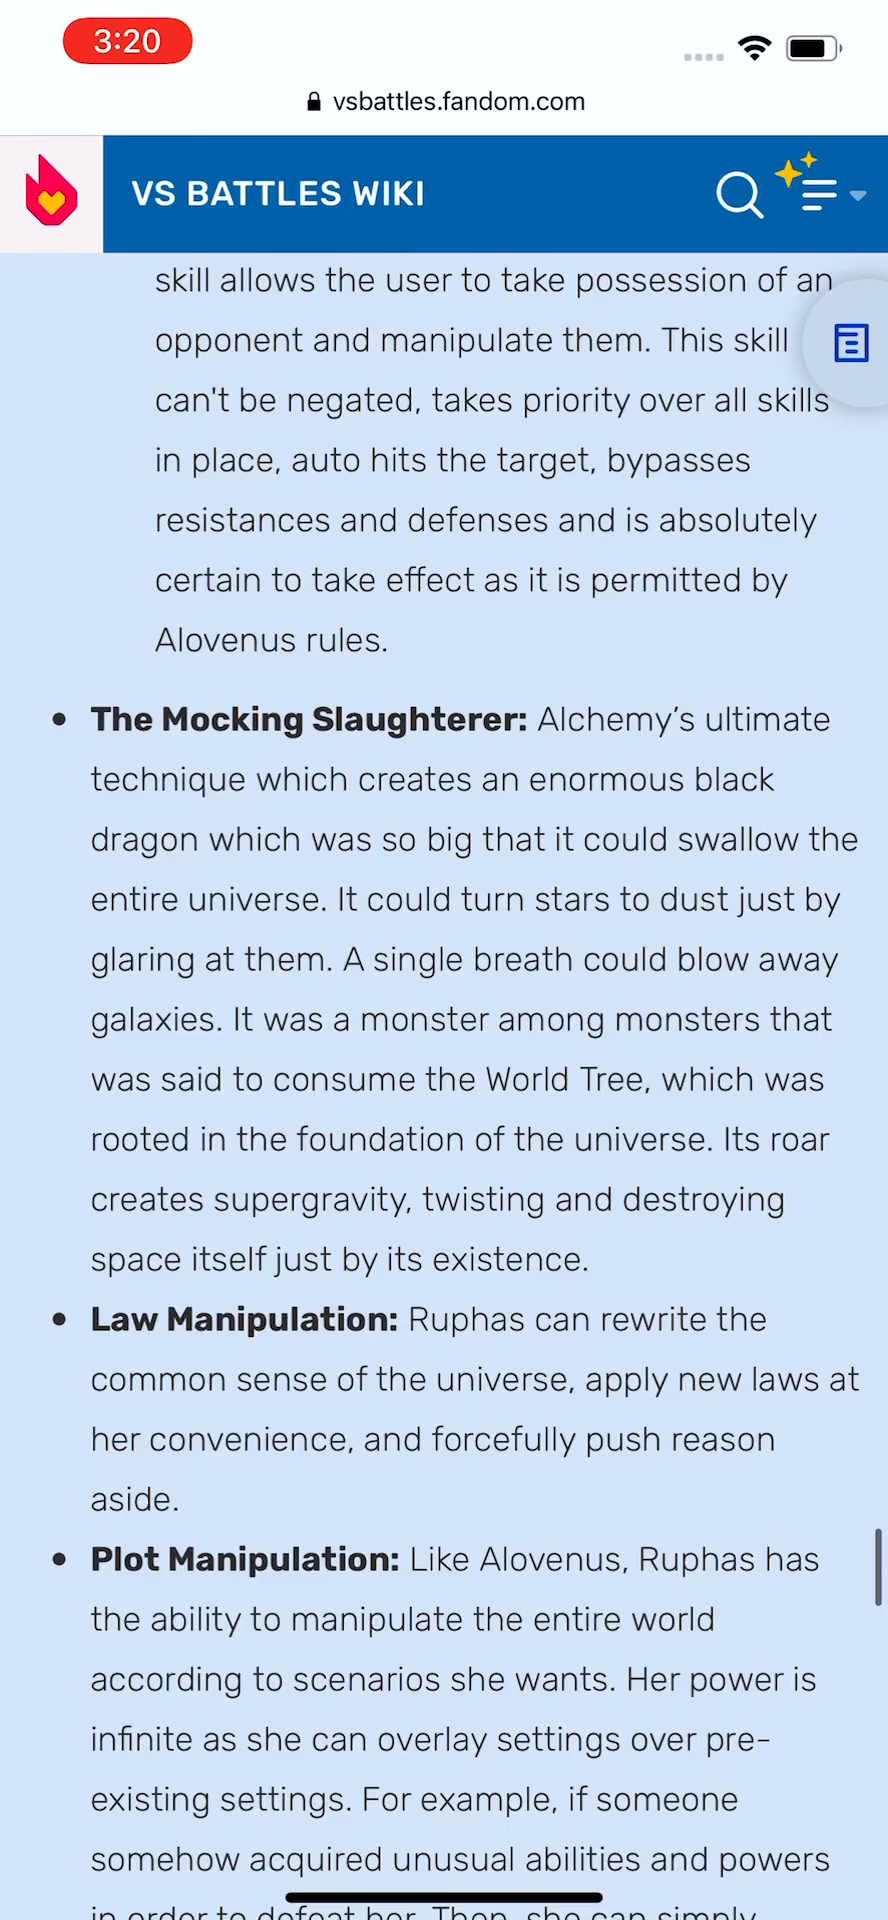 3:20
vsbattles.fandom.com
VS BATTLES WIKI
skill allows the user to take possession of an
opponent and manipulate them. This skill
can't be negated, takes priority over all skills
in place, auto hits the target, bypasses
resistances and defenses and is absolutely
certain to take effect as it is permitted by
Alovenus rules.
• The Mocking Slaughterer: Alchemy’s ultimate
technique which creates an enormous black
dragon which was so big that it could swallow the
entire universe. It could turn stars to dust just by
glaring at them. A single breath could blow away
galaxies. It was a monster among monsters that
was said to consume the World Tree, which was
rooted in the foundation of the universe. Its roar
creates supergravity, twisting and destroying
space itself just by its existence.
• Law Manipulation: Ruphas can rewrite the
common sense of the universe, apply new laws at
her convenience, and forcefully push reason
aside.
• Plot Manipulation: Like Alovenus, Ruphas has
the ability to manipulate the entire world
according to scenarios she wants. Her power is
infinite as she can overlay settings over pre-
existing settings. For example, if someone
somehow acquired unusual abilities and powers
in order to defeat her. Then, she can simply